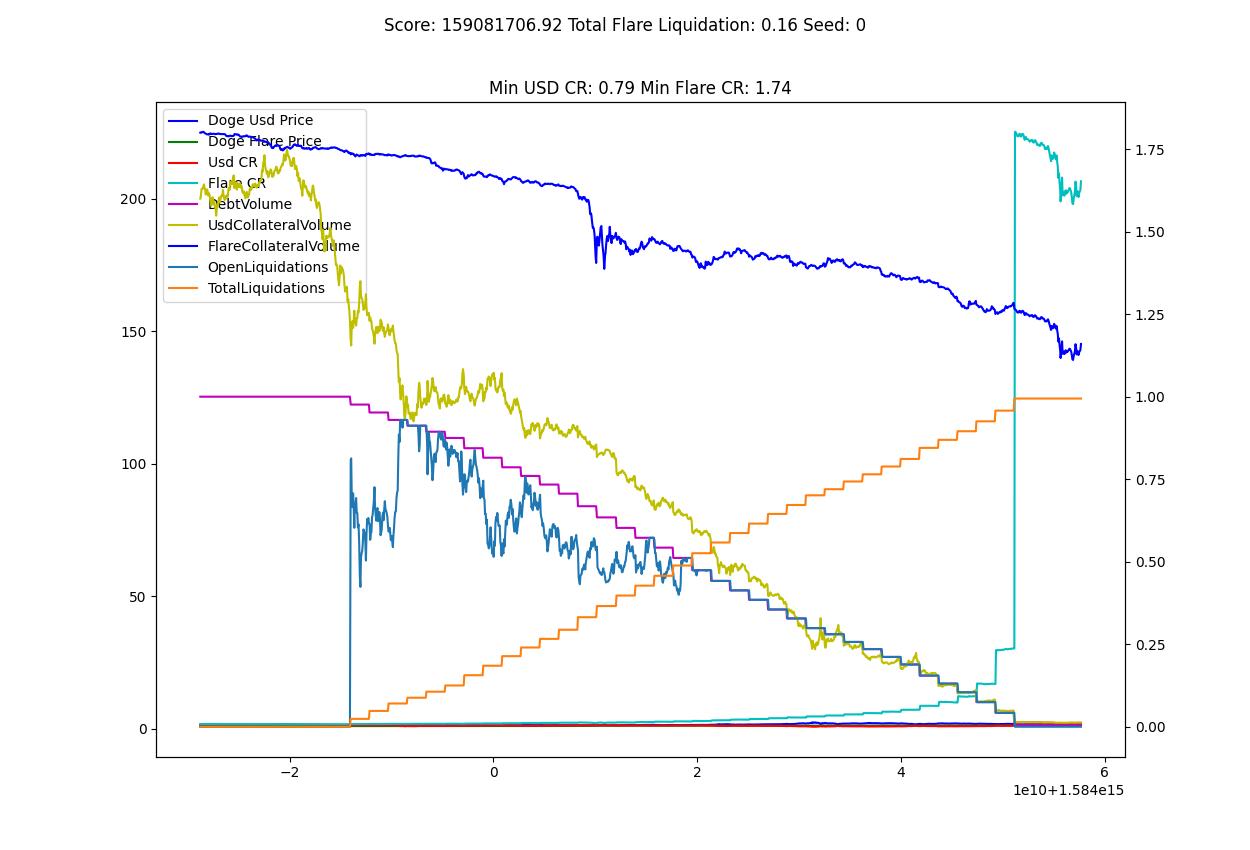 Score: 159081706.92 Total Flare Liquidation: 0.16 Seed: 0
Min USD CR: 0.79 Min Flare CR: 1.74
Doge Usd Price
Doge Flare Price
Usd CR
Flare CR
DebtVolume
UsdCollateralVolume
FlareCollateralVolume
OpenLiquidations
TotalLiquidations
200
150
100
50
0
1.75
1.50
1.25
1.00
0.75
0.50
0.25
0.00
−2 0 2 4 6
1e10+1.584e15